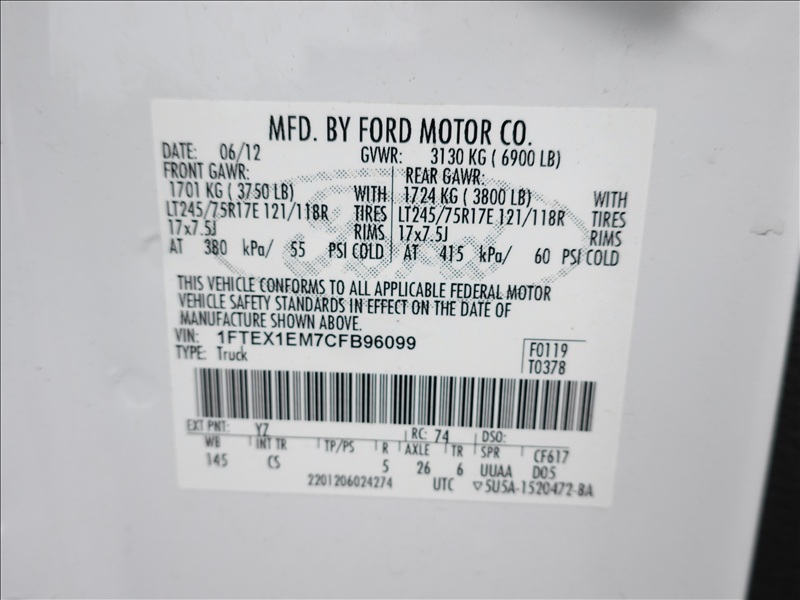 MFD. BY FORD MOTOR CO.
DATE: 06/12 GVWR: 3130 KG ( 6900 LB)
FRONT GAWR: REAR GAWR:
1701 KG ( 3750 LB) WITH 1724 KG ( 3800 LB) WITH
LT245/75R17E 121/118R TIRES LT245/75R17E 121/118R TIRES
17x7.5J RIMS 17x7.5J RIMS
AT 380 kPa/ 55 PSI COLD AT 415 kPa/ 60 PSI COLD
THIS VEHICLE CONFORMS TO ALL APPLICABLE FEDERAL MOTOR
VEHICLE SAFETY STANDARDS IN EFFECT ON THE DATE OF
MANUFACTURE SHOWN ABOVE.
VIN: 1FTEX1EM7CFB96099
TYPE: Truck
F0119
T0378
EXT PNT: YZ RC: 74 DSO:
WB INT TR TP/PS R AXLE TR SPR CF617
145 CS 5 26 6 UUAA D05
2201206024274 UTC ▽5U5A-1520472-BA